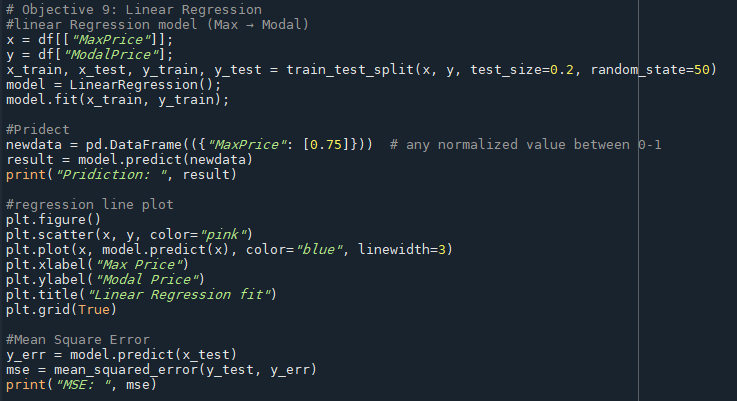 # Objective 9: Linear Regression
#linear Regression model (Max → Modal)
x = df[["MaxPrice"]];
y = df["ModalPrice"];
x_train, x_test, y_train, y_test = train_test_split(x, y, test_size=0.2, random_state=50)
model = LinearRegression();
model.fit(x_train, y_train);
#Pridect
newdata = pd.DataFrame(({"MaxPrice": [0.75]}))  # any normalized value between 0-1
result = model.predict(newdata)
print("Pridiction: ", result)
#regression line plot
plt.figure()
plt.scatter(x, y, color="pink")
plt.plot(x, model.predict(x), color="blue", linewidth=3)
plt.xlabel("Max Price")
plt.ylabel("Modal Price")
plt.title("Linear Regression fit")
plt.grid(True)
#Mean Square Error
y_err = model.predict(x_test)
mse = mean_squared_error(y_test, y_err)
print("MSE: ", mse)